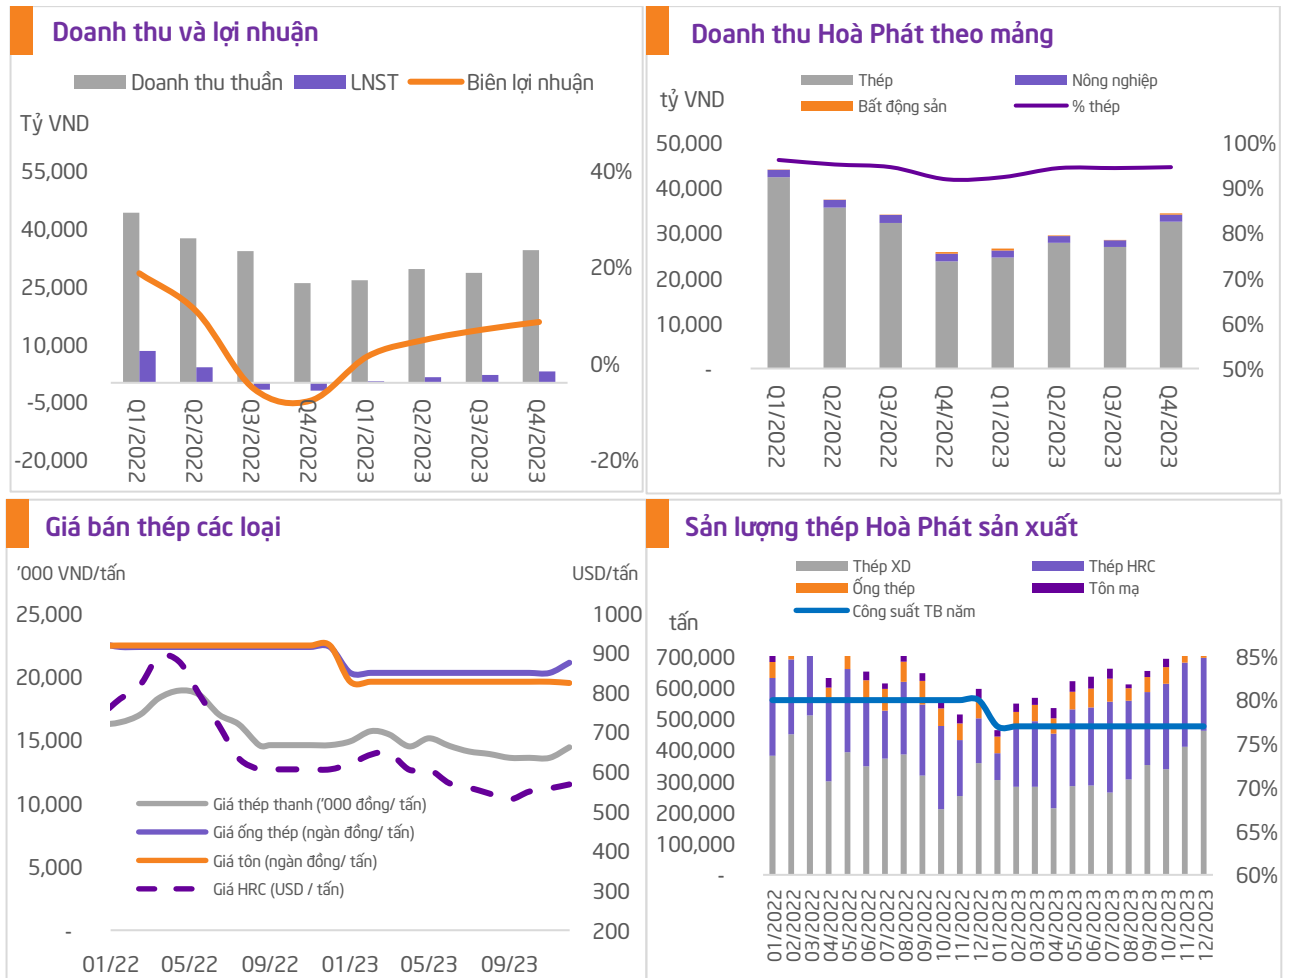 Doanh thu và lợi nhuận
Doanh thu thuần LNST Biên lợi nhuận
Tỷ VND
55,000
40,000
25,000
10,000
-5,000
-20,000
40%
20%
0%
-20%
Q1/2022
Q2/2022
Q3/2022
Q4/2022
Q1/2023
Q2/2023
Q3/2023
Q4/2023
Doanh thu Hoà Phát theo mảng
Thép Nông nghiệp
Bất động sản % thép
tỷ VND
50,000
40,000
30,000
20,000
10,000
-
100%
90%
80%
70%
60%
50%
Q1/2022
Q2/2022
Q3/2022
Q4/2022
Q1/2023
Q2/2023
Q3/2023
Q4/2023
Giá bán thép các loại
'000 VND/tấn
USD/tấn
25,000
20,000
15,000
10,000
5,000
-
1000
900
800
700
600
500
400
300
200
Giá thép thanh ('000 đồng/ tấn)
Giá ống thép (ngàn đồng/ tấn)
Giá tôn (ngàn đồng/ tấn)
Giá HRC (USD / tấn)
01/22 05/22 09/22 01/23 05/23 09/23
Sản lượng thép Hoà Phát sản xuất
Thép XD Thép HRC
Ống thép Tôn mạ
Công suất TB năm
tấn
700,000
600,000
500,000
400,000
300,000
200,000
100,000
-
85%
80%
75%
70%
65%
60%
01/2022
02/2022
03/2022
04/2022
05/2022
06/2022
07/2022
08/2022
09/2022
10/2022
11/2022
12/2022
01/2023
02/2023
03/2023
04/2023
05/2023
06/2023
07/2023
08/2023
09/2023
10/2023
11/2023
12/2023